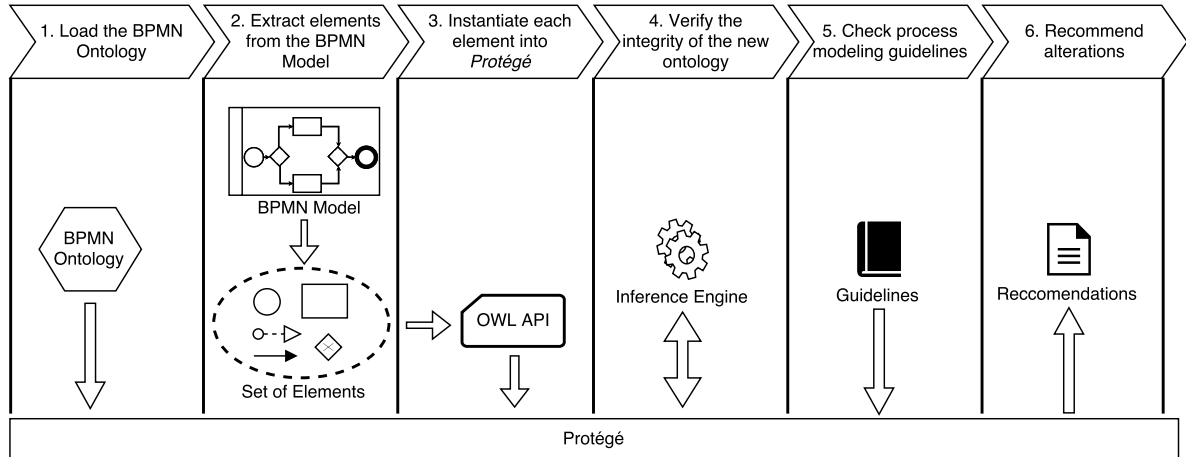 1. Load the BPMN
Ontology
2. Extract elements
from the BPMN
Model
3. Instantiate each
element into
Protégé
4. Verify the
integrity of the new
ontology
5. Check process
modeling guidelines
6. Recommend
alterations
BPMN Model
BPMN
Ontology
Set of Elements
OWL API
Inference Engine
Guidelines
Reccomendations
Protégé